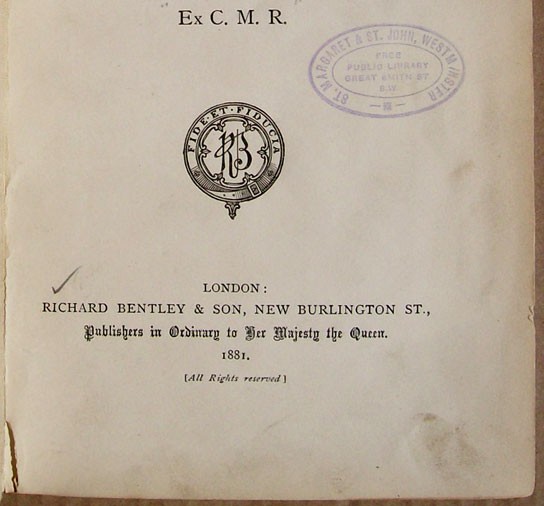 Ex C. M. R.
ST. MARGARET & ST. JOHN, WESTMINSTER
FREE
PUBLIC LIBRARY
GREAT SMITH ST.
S.W.
FIDE·ET·FIDUCIA
RB
LONDON:
RICHARD BENTLEY & SON, NEW BURLINGTON ST.,
Publishers in Ordinary to Her Majesty the Queen.
1881.
[All Rights reserved]